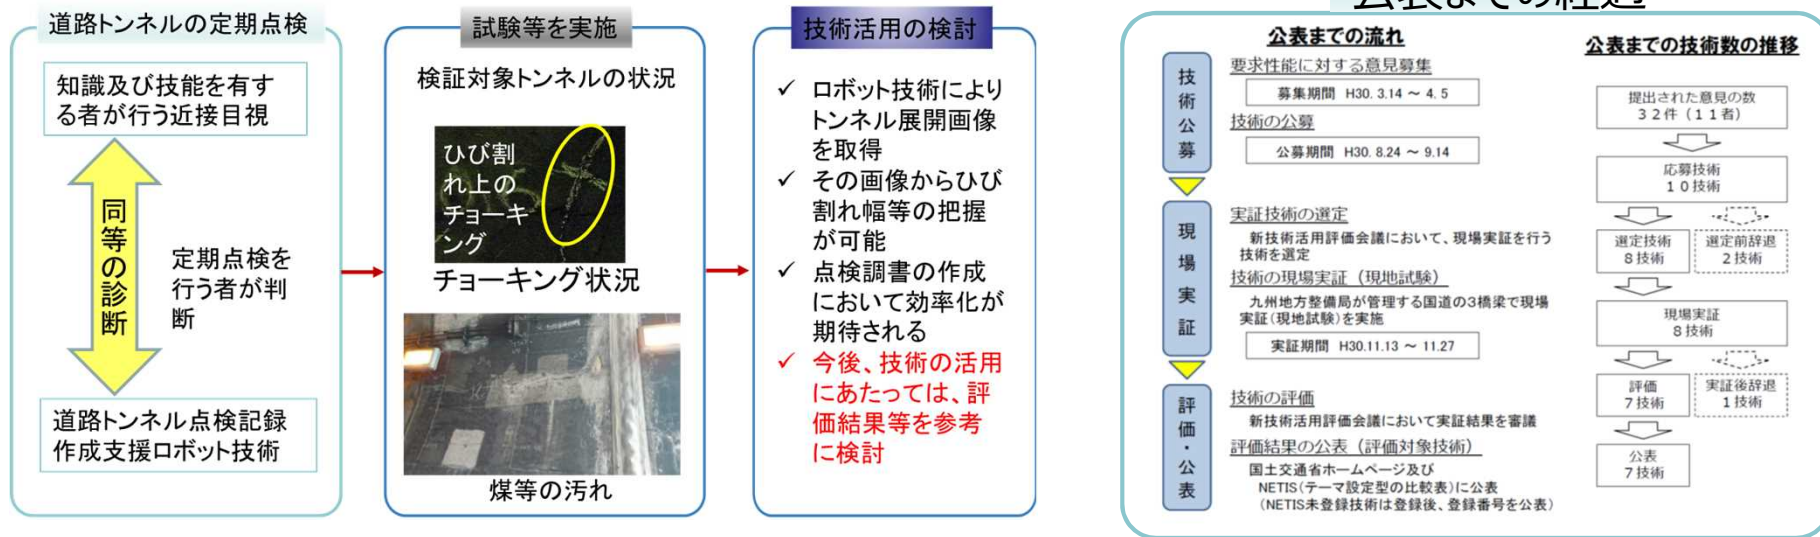 道路トンネルの定期点検
知識及び技能を有す
る者が行う近接目視
同等の診断
定期点検を
行う者が判
断
道路トンネル点検記録
作成支援ロボット技術
試験等を実施
検証対象トンネルの状況
ひび割
れ上の
チョーキ
ング
チョーキング状況
煤等の汚れ
技術活用の検討
✓ ロボット技術により
トンネル展開画像
を取得
✓ その画像からひび
割れ幅等の把握
が可能
✓ 点検調書の作成
において効率化が
期待される
✓ 今後、技術の活用
にあたっては、評
価結果等を参考
に検討
公表までの経過
公表までの流れ
技術公募
要求性能に対する意見募集
募集期間 H30. 3.14 ～ 4. 5
技術の公募
公募期間 H30. 8.24 ～ 9.14
現場実証
実証技術の選定
新技術活用評価会議において、現場実証を行う
技術を選定
技術の現場実証（現地試験）
九州地方整備局が管理する国道の3橋梁で現場
実証(現地試験)を実施
実証期間 H30.11.13 ～ 11.27
評価・公表
技術の評価
新技術活用評価会議において実証結果を審議
評価結果の公表（評価対象技術）
国土交通省ホームページ及び
NETIS(テーマ設定型の比較表)に公表
(NETIS未登録技術は登録後、登録番号を公表)
公表までの技術数の推移
提出された意見の数
32件（11者）
応募技術
10技術
選定技術
8技術
選定前辞退
2技術
現場実証
8技術
評価
7技術
実証後辞退
1技術
公表
7技術